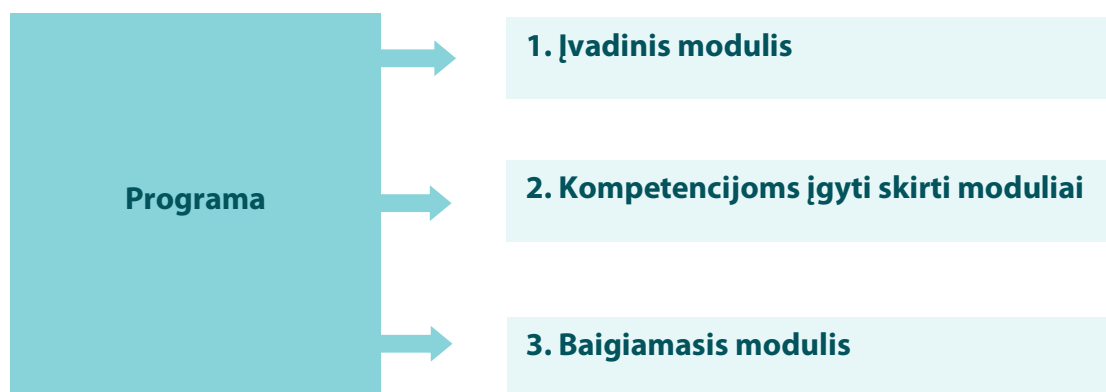 Programa
1. Įvadinis modulis
2. Kompetencijoms įgyti skirti moduliai
3. Baigiamasis modulis